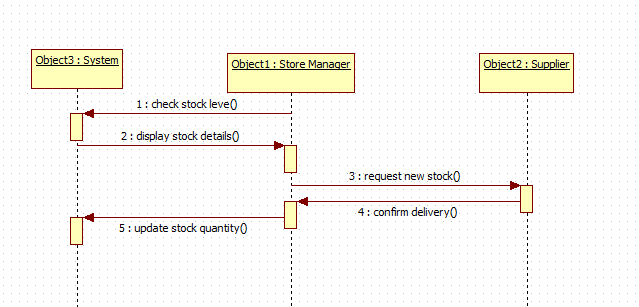 Object3 : System
Object1 : Store Manager
Object2 : Supplier
1 : check stock leve()
2 : display stock details()
3 : request new stock()
4 : confirm delivery()
5 : update stock quantity()